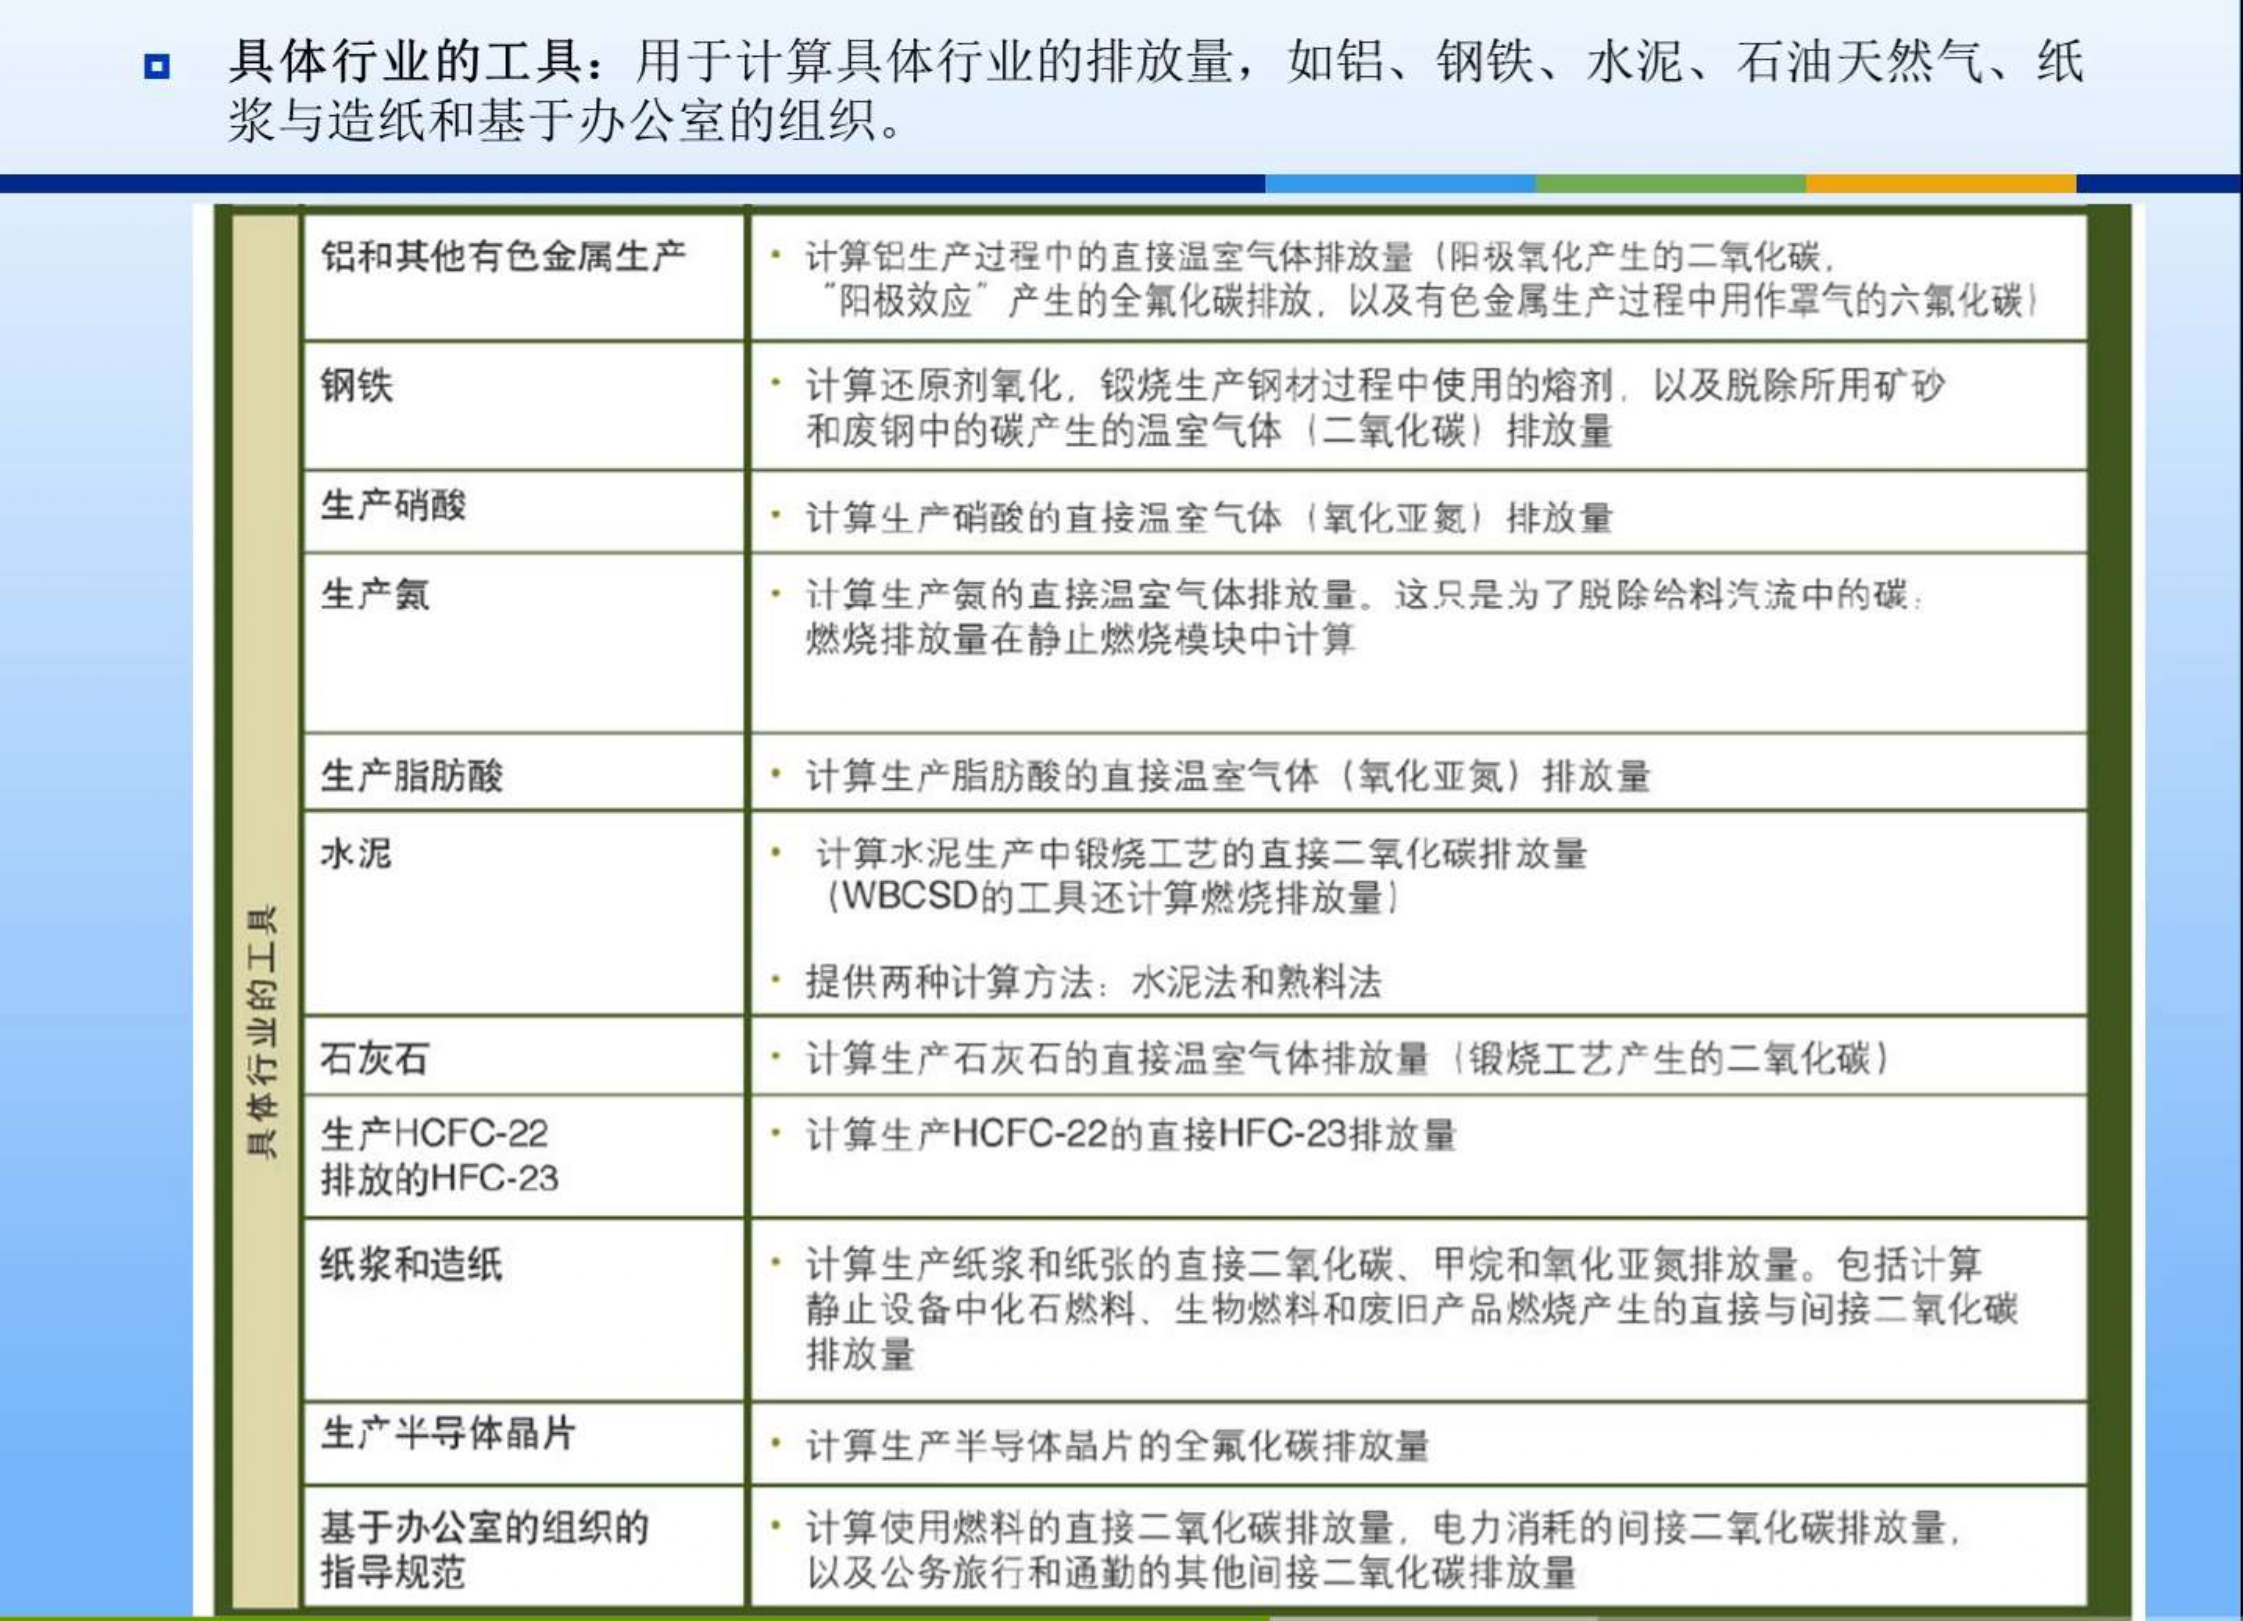 具体行业的工具：用于计算具体行业的排放量，如铝、钢铁、水泥、石油天然气、纸
浆与造纸和基于办公室的组织。
具体行业的工具
铝和其他有色金属生产
• 计算铝生产过程中的直接温室气体排放量（阳极氧化产生的二氧化碳，
“阳极效应”产生的全氟化碳排放，以及有色金属生产过程中用作罩气的六氟化碳）
钢铁
• 计算还原剂氧化，锻烧生产钢材过程中使用的熔剂，以及脱除所用矿砂
和废钢中的碳产生的温室气体（二氧化碳）排放量
生产硝酸
• 计算生产硝酸的直接温室气体（氧化亚氮）排放量
生产氨
• 计算生产氨的直接温室气体排放量。这只是为了脱除给料汽流中的碳；
燃烧排放量在静止燃烧模块中计算
生产脂肪酸
• 计算生产脂肪酸的直接温室气体（氧化亚氮）排放量
水泥
• 计算水泥生产中锻烧工艺的直接二氧化碳排放量
（WBCSD的工具还计算燃烧排放量）
• 提供两种计算方法：水泥法和熟料法
石灰石
• 计算生产石灰石的直接温室气体排放量（锻烧工艺产生的二氧化碳）
生产HCFC-22
排放的HFC-23
• 计算生产HCFC-22的直接HFC-23排放量
纸浆和造纸
• 计算生产纸浆和纸张的直接二氧化碳、甲烷和氧化亚氮排放量。包括计算
静止设备中化石燃料、生物燃料和废旧产品燃烧产生的直接与间接二氧化碳
排放量
生产半导体晶片
• 计算生产半导体晶片的全氟化碳排放量
基于办公室的组织的
指导规范
• 计算使用燃料的直接二氧化碳排放量，电力消耗的间接二氧化碳排放量，
以及公务旅行和通勤的其他间接二氧化碳排放量